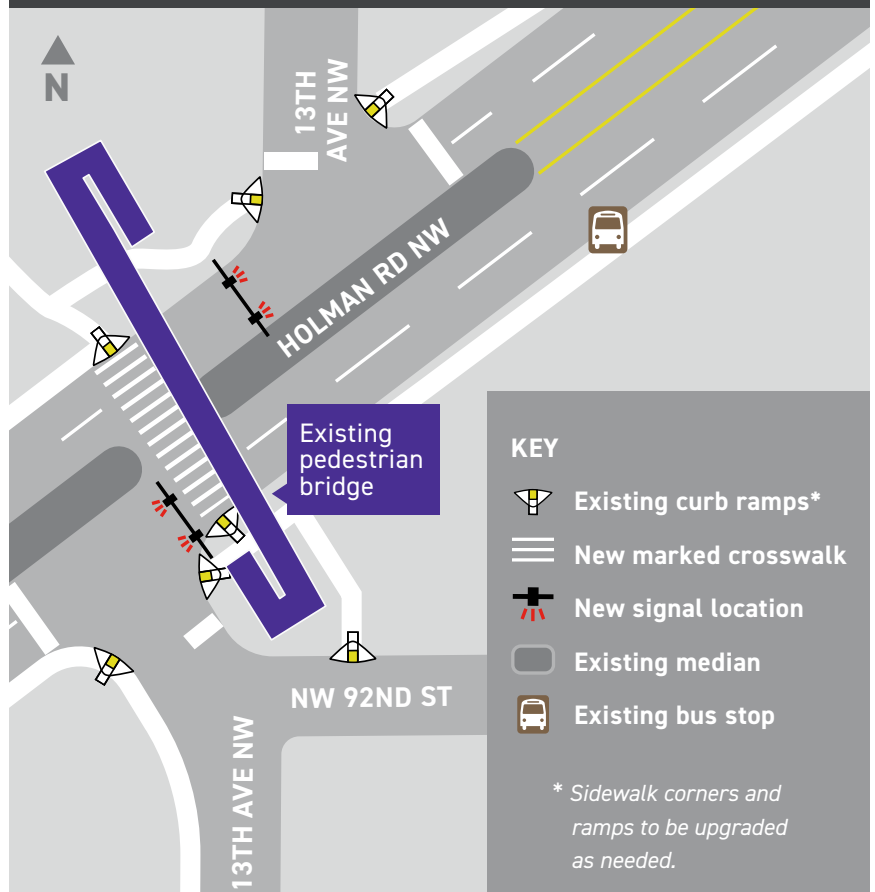 N
13TH
AVE NW
HOLMAN RD NW
Existing
pedestrian
bridge
NW 92ND ST
13TH AVE NW
KEY
Existing curb ramps*
New marked crosswalk
New signal location
Existing median
Existing bus stop
* Sidewalk corners and
ramps to be upgraded
as needed.